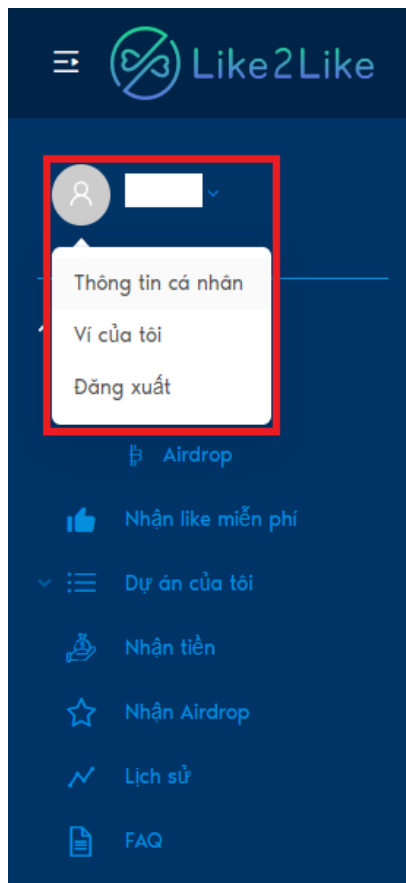 Like2Like
Thông tin cá nhân
Ví của tôi
Đăng xuất
Airdrop
Nhận like miễn phí
Dự án của tôi
Nhận tiền
Nhận Airdrop
Lịch sử
FAQ